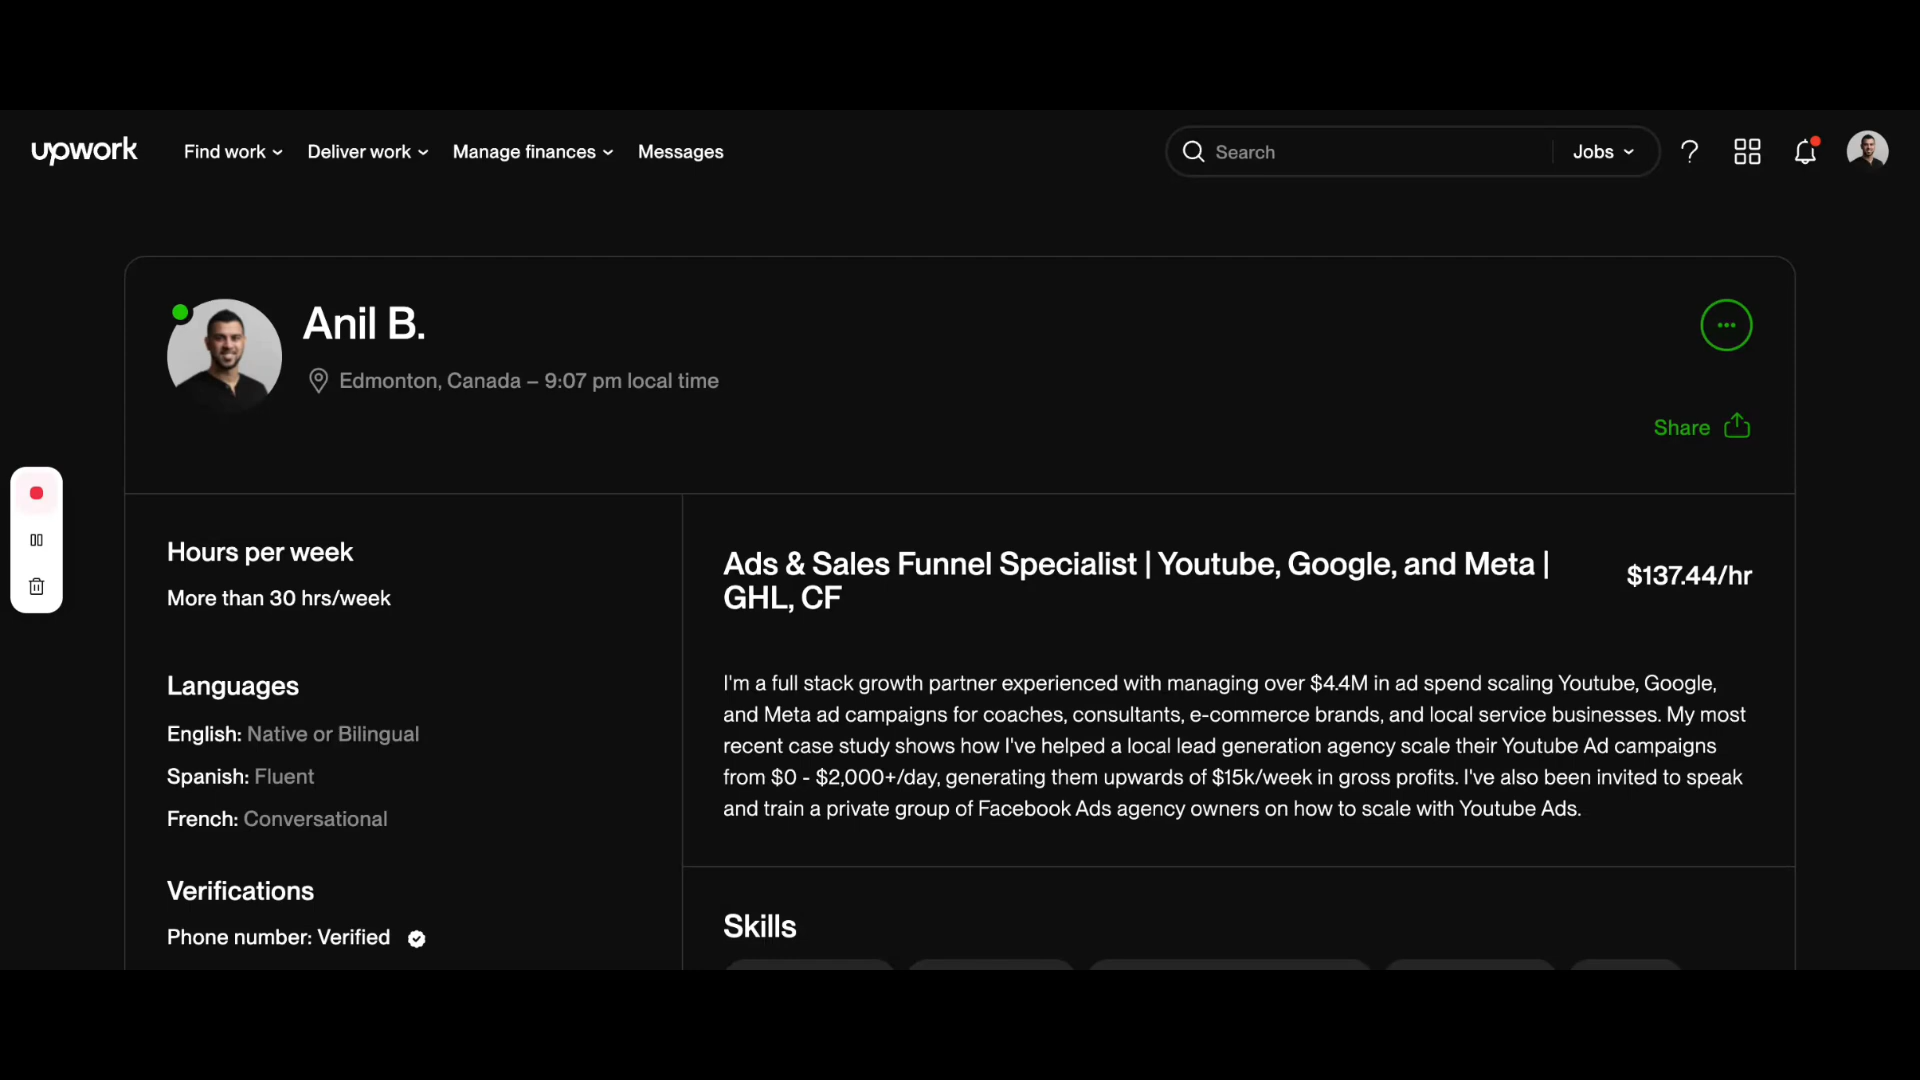 upwork
Find work
Deliver work
Manage finances
Messages
Search
Jobs
Anil B.
Edmonton, Canada – 9:07 pm local time
Share
Hours per week
More than 30 hrs/week
Languages
English: Native or Bilingual
Spanish: Fluent
French: Conversational
Verifications
Phone number: Verified
Ads & Sales Funnel Specialist | Youtube, Google, and Meta |
GHL, CF
$137.44/hr
I'm a full stack growth partner experienced with managing over $4.4M in ad spend scaling Youtube, Google,
and Meta ad campaigns for coaches, consultants, e-commerce brands, and local service businesses. My most
recent case study shows how I've helped a local lead generation agency scale their Youtube Ad campaigns
from $0 - $2,000+/day, generating them upwards of $15k/week in gross profits. I've also been invited to speak
and train a private group of Facebook Ads agency owners on how to scale with Youtube Ads.
Skills